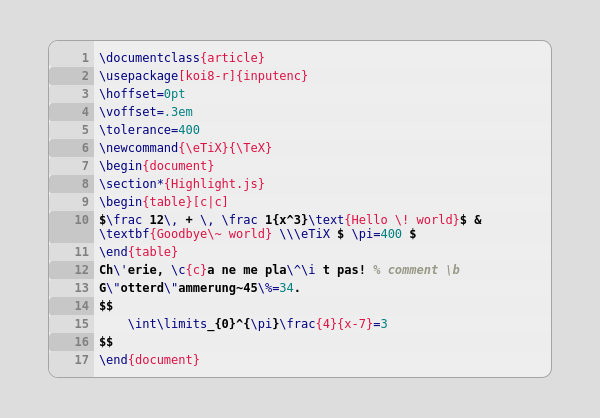 1 \documentclass{article}
2 \usepackage[koi8-r]{inputenc}
3 \hoffset=0pt
4 \voffset=.3em
5 \tolerance=400
6 \newcommand{\eTiX}{\TeX}
7 \begin{document}
8 \section*{Highlight.js}
9 \begin{table}[c|c]
10 $\frac 12\, + \, \frac 1{x^3}\text{Hello \! world}$ &
\textbf{Goodbye\~ world} \\\eTiX $ \pi=400 $
11 \end{table}
12 Ch\'erie, \c{c}a ne me pla\^\i t pas! % comment \b
13 G\"otterd\"ammerung~45\%=34.
14 $$
15     \int\limits_{0}^{\pi}\frac{4}{x-7}=3
16 $$
17 \end{document}